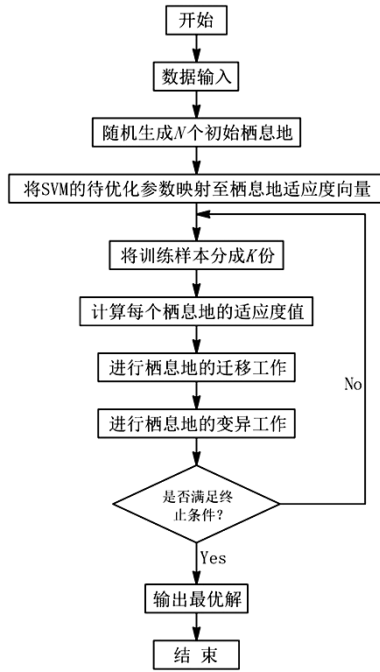 开始
数据输入
随机生成N个初始栖息地
将SVM的待优化参数映射至栖息地适应度向量
将训练样本分成K份
计算每个栖息地的适应度值
进行栖息地的迁移工作
进行栖息地的变异工作
No
是否满足终
止条件?
Yes
输出最优解
结 束